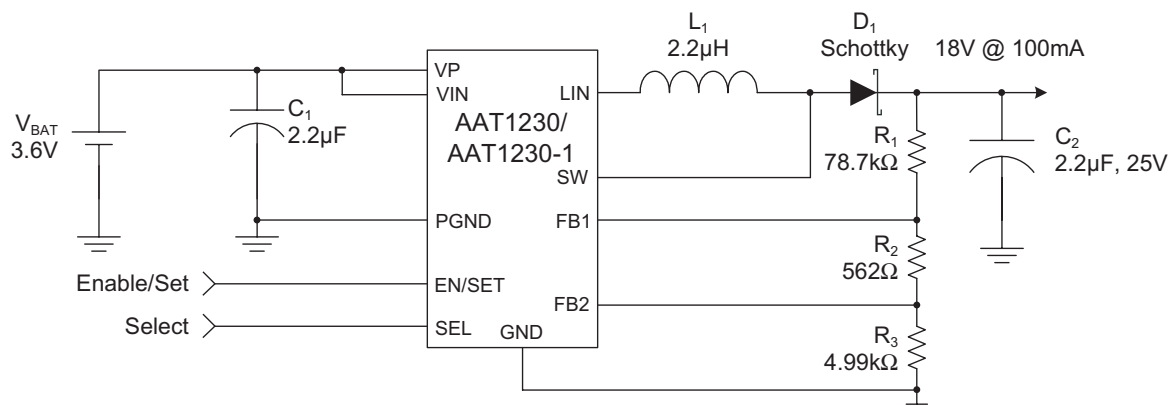 L₁
2.2µH
D₁
Schottky
18V @ 100mA
VP
VIN
LIN
C₁
2.2µF
V_BAT
3.6V
AAT1230/
AAT1230-1
R₁
78.7kΩ
C₂
2.2µF, 25V
SW
PGND
FB1
R₂
562Ω
Enable/Set
EN/SET
FB2
Select
SEL
GND
R₃
4.99kΩ